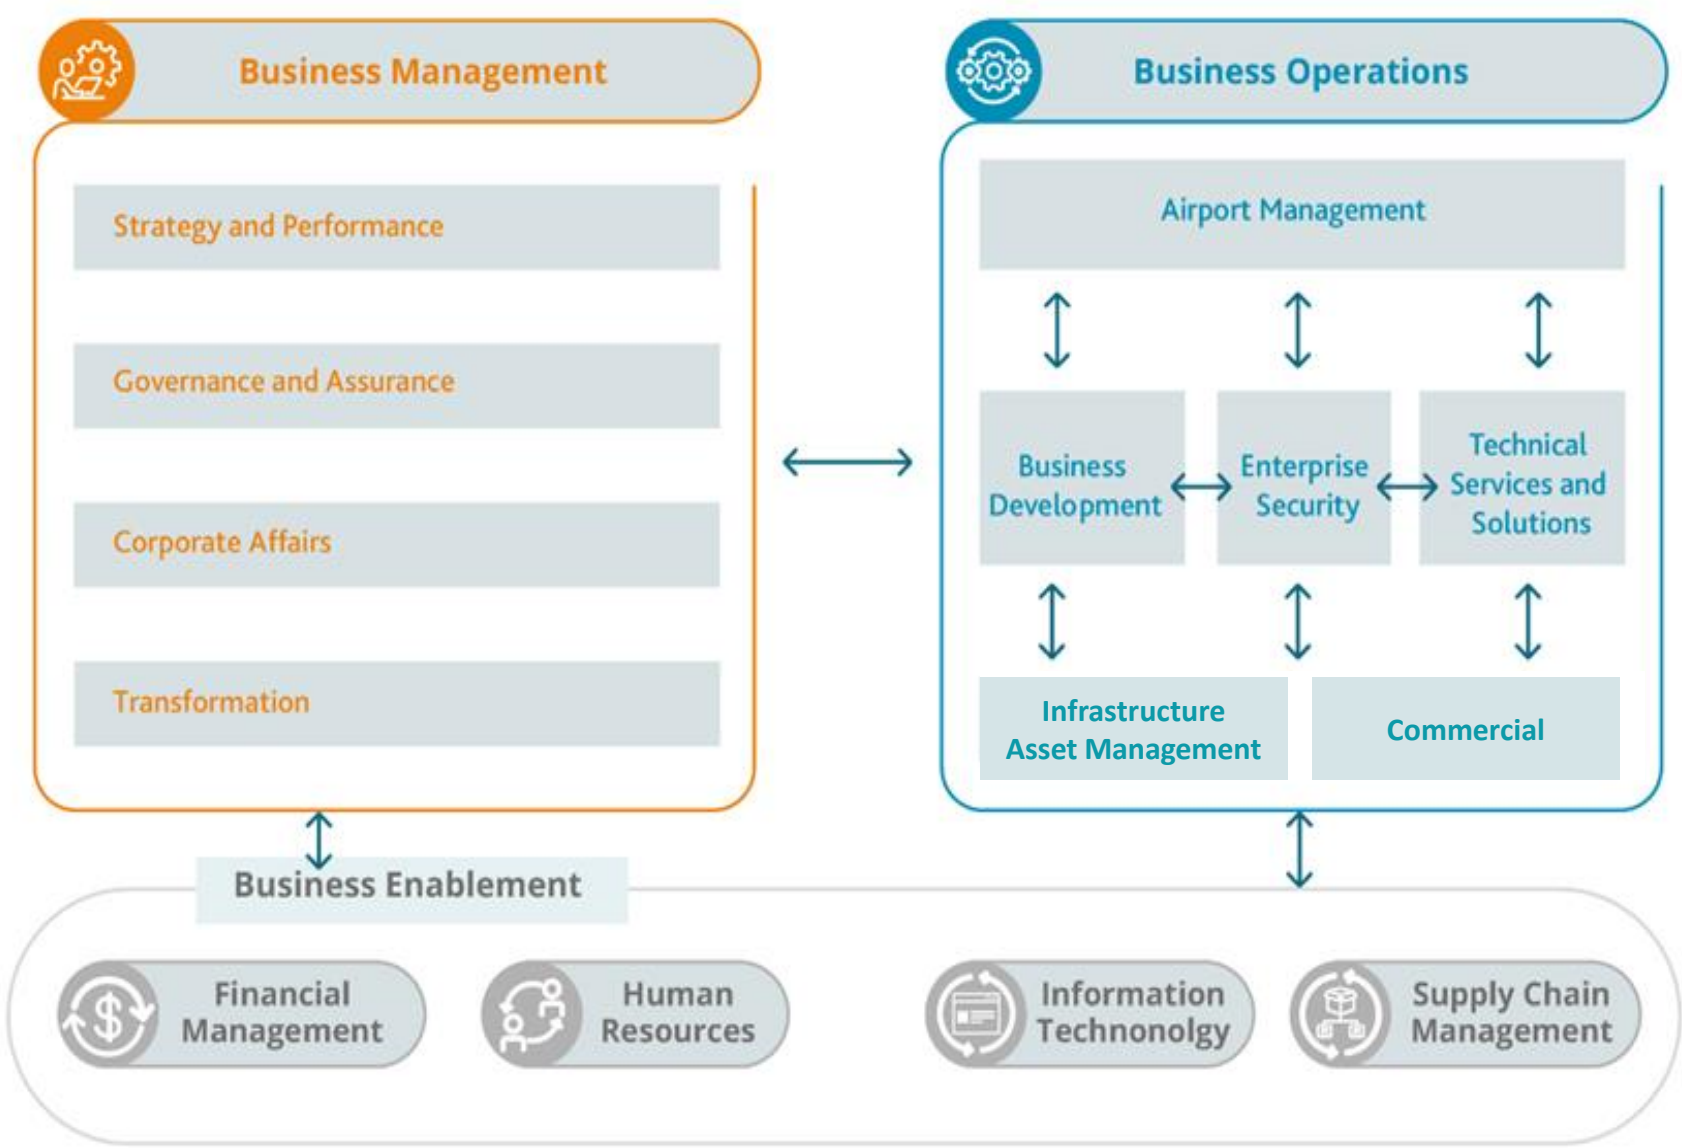 Business Management
Strategy and Performance
Governance and Assurance
Corporate Affairs
Transformation
Business Operations
Airport Management
Business
Development
Enterprise
Security
Technical
Services and
Solutions
Infrastructure
Asset Management
Commercial
Business Enablement
$
Financial
Management
Human
Resources
Information
Technonolgy
Supply Chain
Management